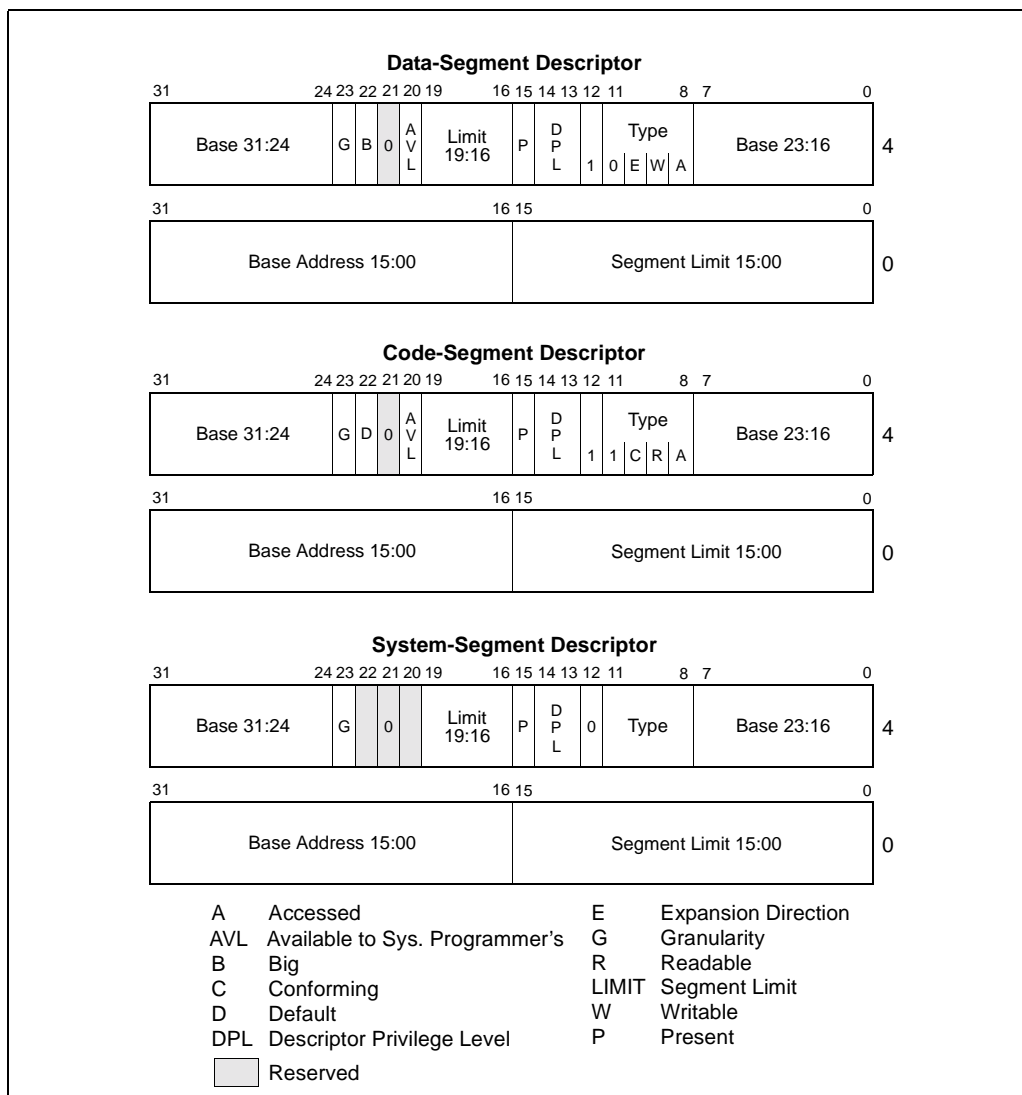 Data-Segment Descriptor
31 24 23 22 21 20 19 16 15 14 13 12 11 8 7 0
Base 31:24 G B 0 AVL Limit 19:16 P DPL 1 Type 0 E W A Base 23:16 4
31 16 15 0
Base Address 15:00 Segment Limit 15:00 0
Code-Segment Descriptor
31 24 23 22 21 20 19 16 15 14 13 12 11 8 7 0
Base 31:24 G D 0 AVL Limit 19:16 P DPL 1 Type 1 C R A Base 23:16 4
31 16 15 0
Base Address 15:00 Segment Limit 15:00 0
System-Segment Descriptor
31 24 23 22 21 20 19 16 15 14 13 12 11 8 7 0
Base 31:24 G 0 Limit 19:16 P DPL 0 Type Base 23:16 4
31 16 15 0
Base Address 15:00 Segment Limit 15:00 0
A Accessed
AVL Available to Sys. Programmer's
B Big
C Conforming
D Default
DPL Descriptor Privilege Level
Reserved
E Expansion Direction
G Granularity
R Readable
LIMIT Segment Limit
W Writable
P Present